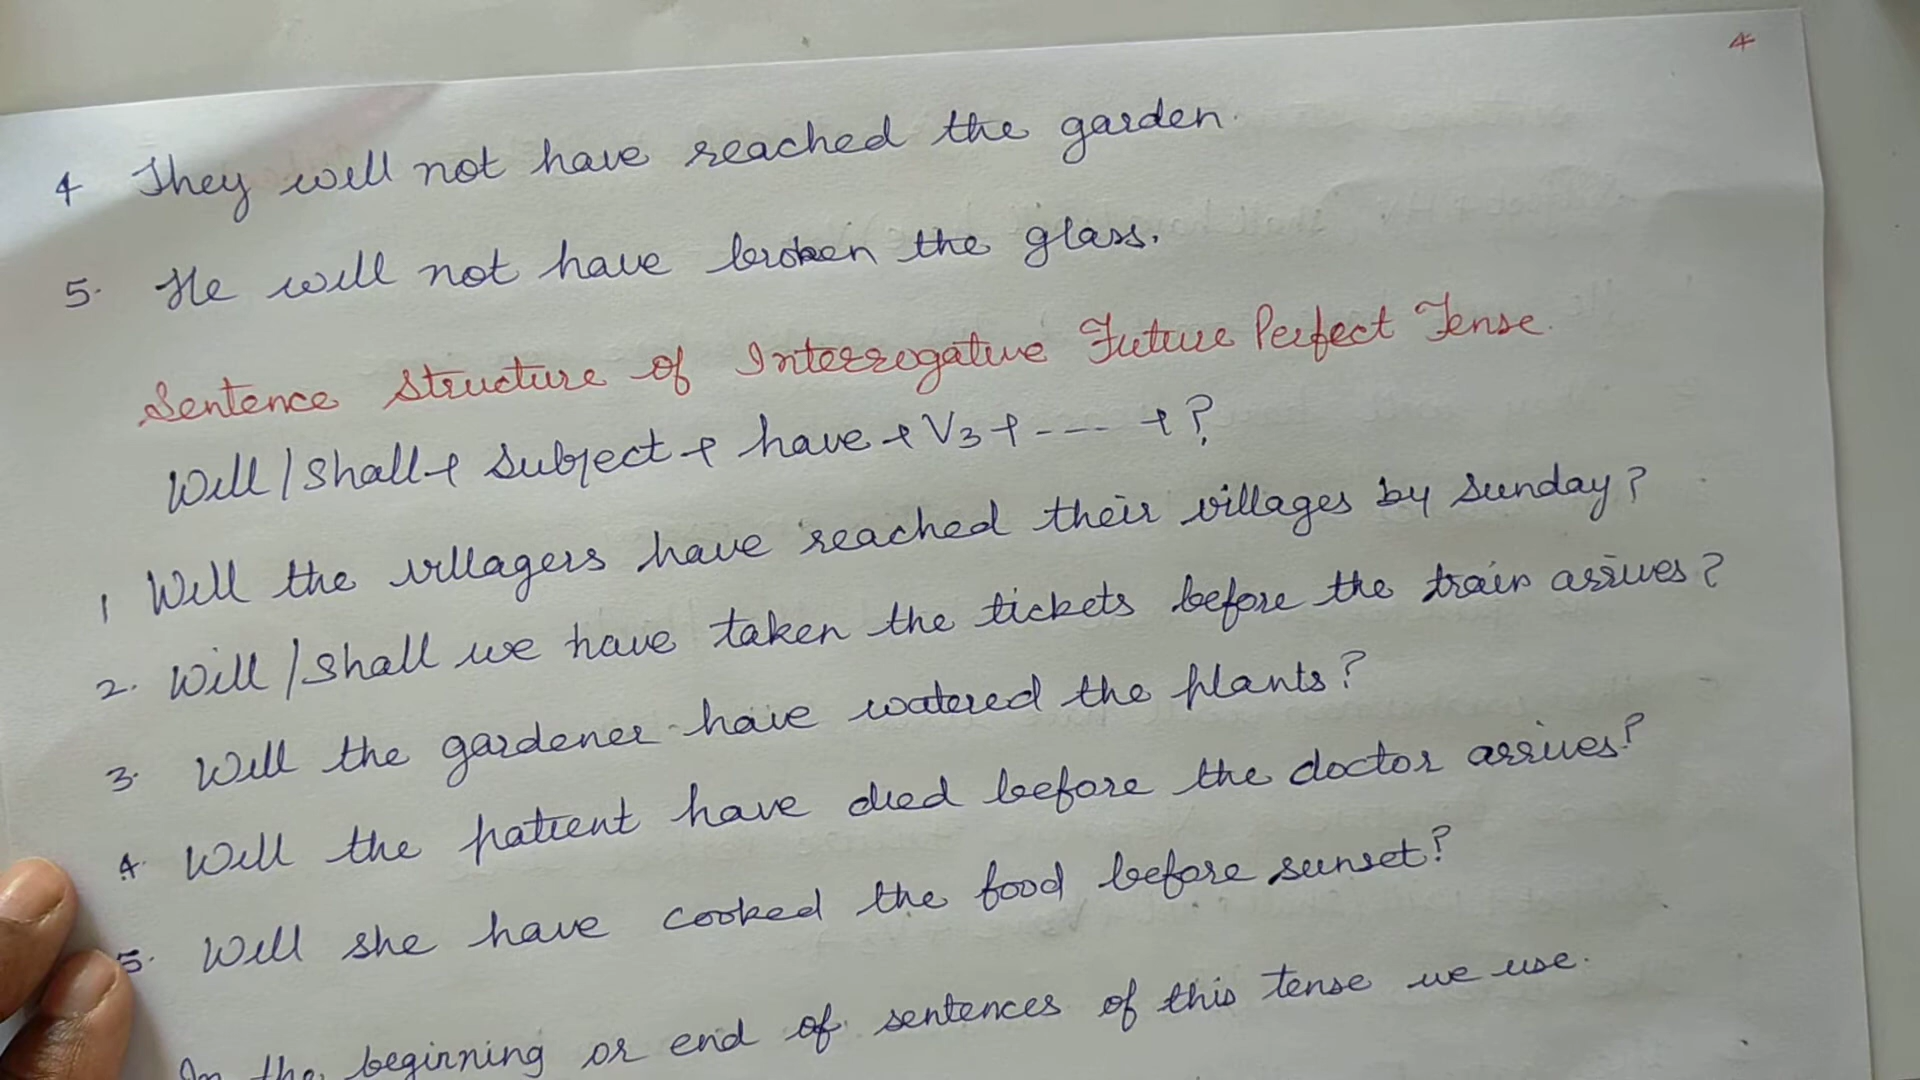 4
4 They will not have reached the garden.
5. He will not have broken the glass.
Sentence Structure of Interrogative Future Perfect Tense.
Will/Shall + Subject + have + V3 + ---- + ?
1 Will the villagers have reached their villages by Sunday?
2. Will/Shall we have taken the tickets before the train arrives?
3. Will the gardener have watered the plants?
4. Will the patient have died before the doctor arrives?
5. Will she have cooked the food before sunset?
In the beginning or end of sentences of this tense we use.